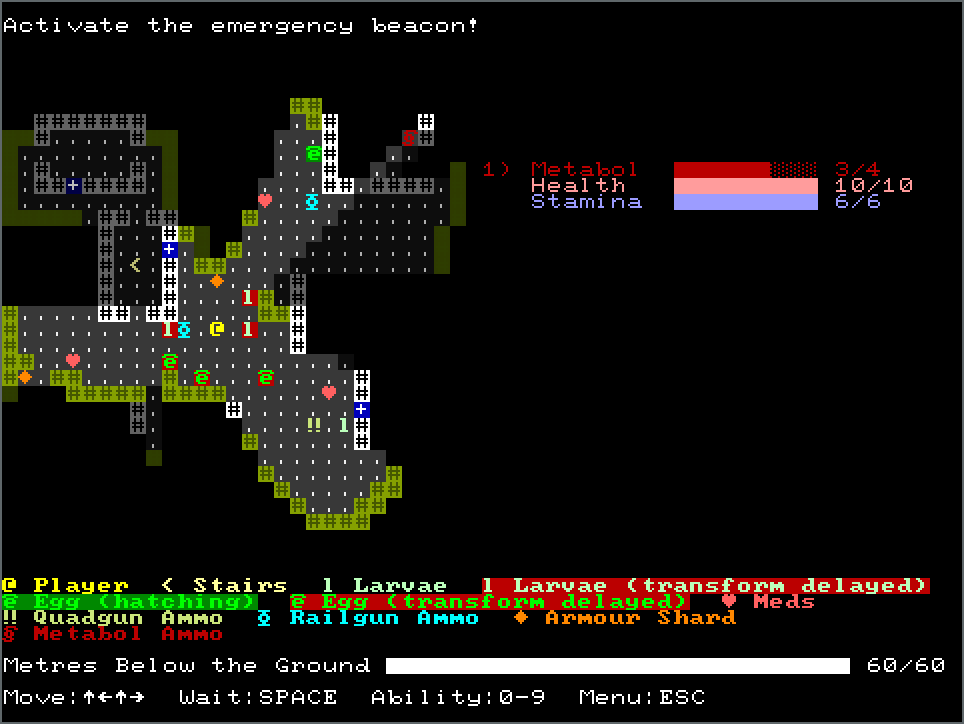 Activate the emergency beacon!
1) Metabol 3/4
Health 10/10
Stamina 6/6
@ Player < Stairs l Larvae l Larvae (transform delayed)
@ Egg (hatching) @ Egg (transform delayed) ♥ Meds
‼ Quadgun Ammo Railgun Ammo ♦ Armour Shard
§ Metabol Ammo
Metres Below the Ground 60/60
Move:↑←↑→ Wait:SPACE Ability:0-9 Menu:ESC